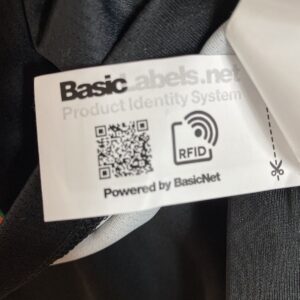 BasicLabels.net
Product Identity System
RFID
Powered by BasicNet